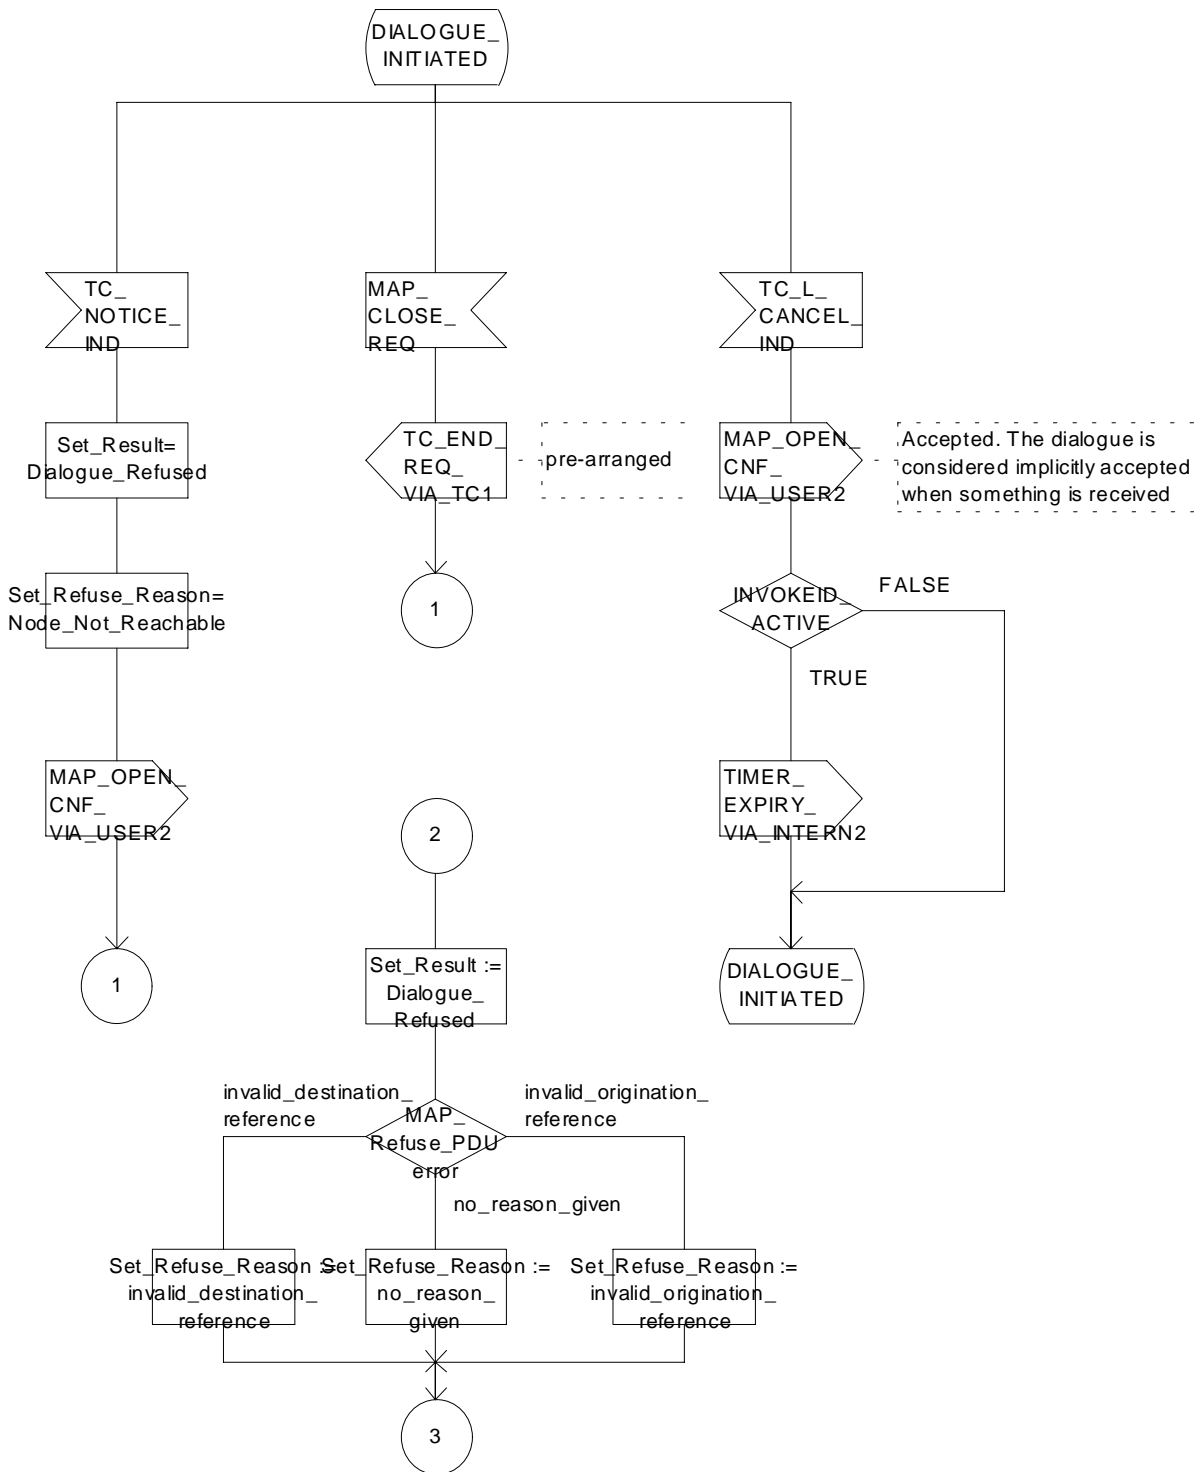 DIALOGUE_
INITIATED
TC_
NOTICE_
IND
MAP_
CLOSE_
REQ
TC_L_
CANCEL_
IND
Set_Result=
Dialogue_Refused
TC_END_
REQ_
VIA_TC1
pre-arranged
MAP_OPEN_
CNF_
VIA_USER2
Accepted. The dialogue is
considered implicitly accepted
when something is received
Set_Refuse_Reason=
Node_Not_Reachable
1
INVOKEID_
ACTIVE
FALSE
TRUE
MAP_OPEN_
CNF_
VIA_USER2
2
TIMER_
EXPIRY_
VIA_INTERN2
1
Set_Result :=
Dialogue_
Refused
DIALOGUE_
INITIATED
invalid_destination_
reference
MAP_
Refuse_PDU
error
invalid_origination_
reference
no_reason_given
Set_Refuse_Reason :=
invalid_destination_
reference
Set_Refuse_Reason :=
no_reason_
given
Set_Refuse_Reason :=
invalid_origination_
reference
3